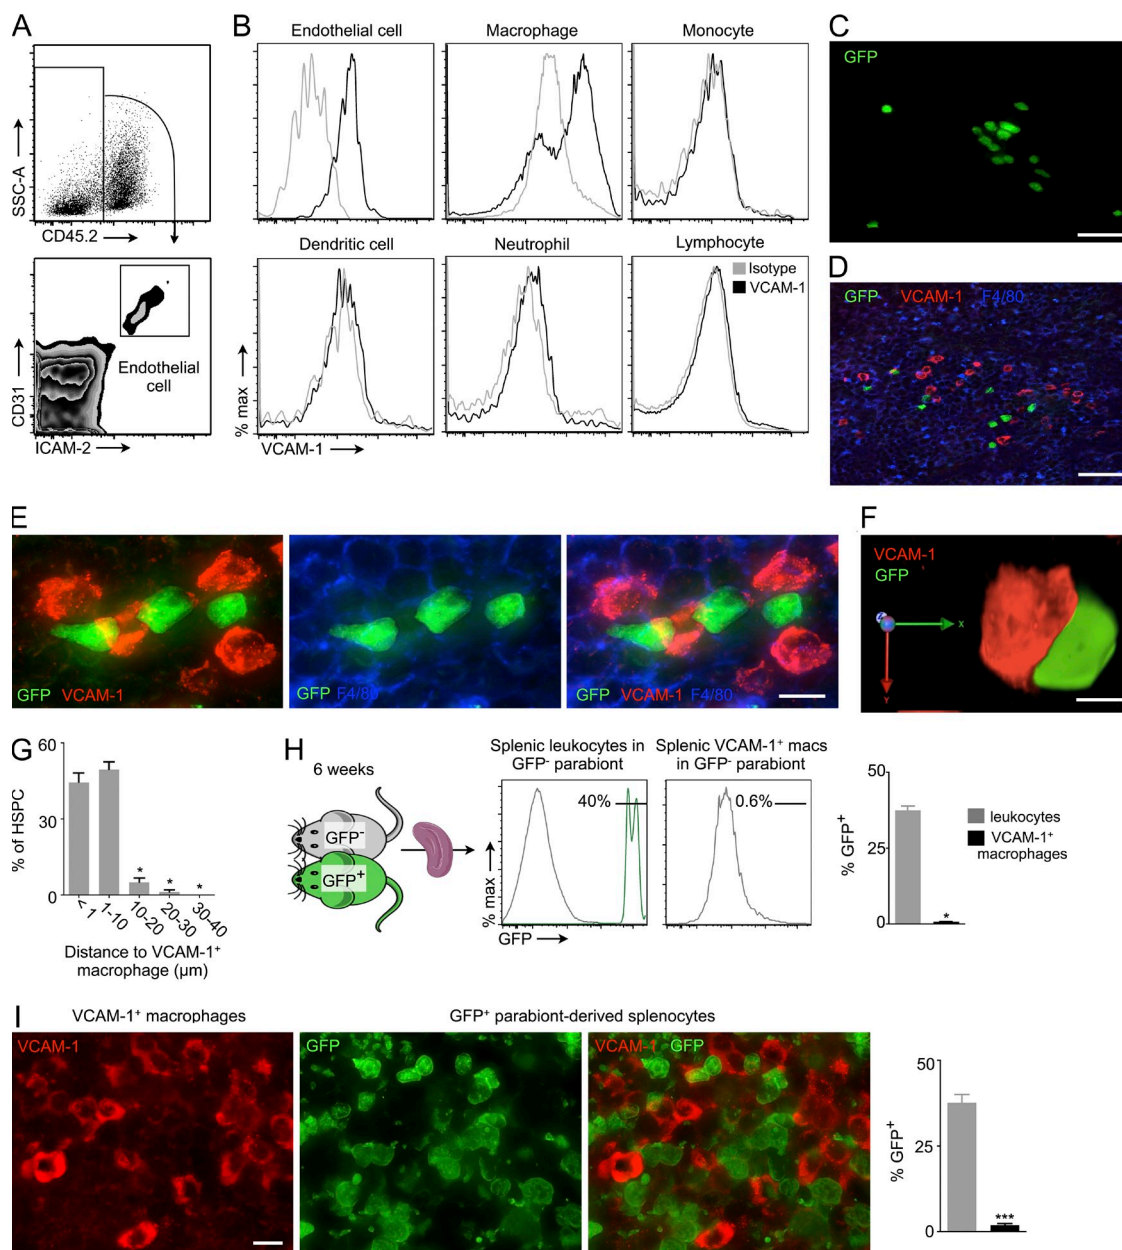 A
SSC-A
CD45.2
CD31
ICAM-2
Endothelial
cell
B
Endothelial cell
Macrophage
Monocyte
Dendritic cell
Neutrophil
Lymphocyte
Isotype
VCAM-1
% max
VCAM-1
C
GFP
D
GFP VCAM-1 F4/80
E
GFP VCAM-1
GFP F4/80
GFP VCAM-1 F4/80
F
VCAM-1
GFP
X
Y
G
60
30
0
% of HSPC
* * *
< 1
1-10
10-20
20-30
30-40
Distance to VCAM-1⁺
macrophage (µm)
H
6 weeks
GFP⁻
GFP⁺
Splenic leukocytes in
GFP⁻ parabiont
40%
Splenic VCAM-1⁺ macs
in GFP⁻ parabiont
0.6%
% max
GFP
50
25
0
% GFP⁺
*
leukocytes
VCAM-1⁺
macrophages
I
VCAM-1⁺ macrophages
GFP⁺ parabiont-derived splenocytes
VCAM-1
GFP
VCAM-1 GFP
50
25
0
% GFP⁺
***